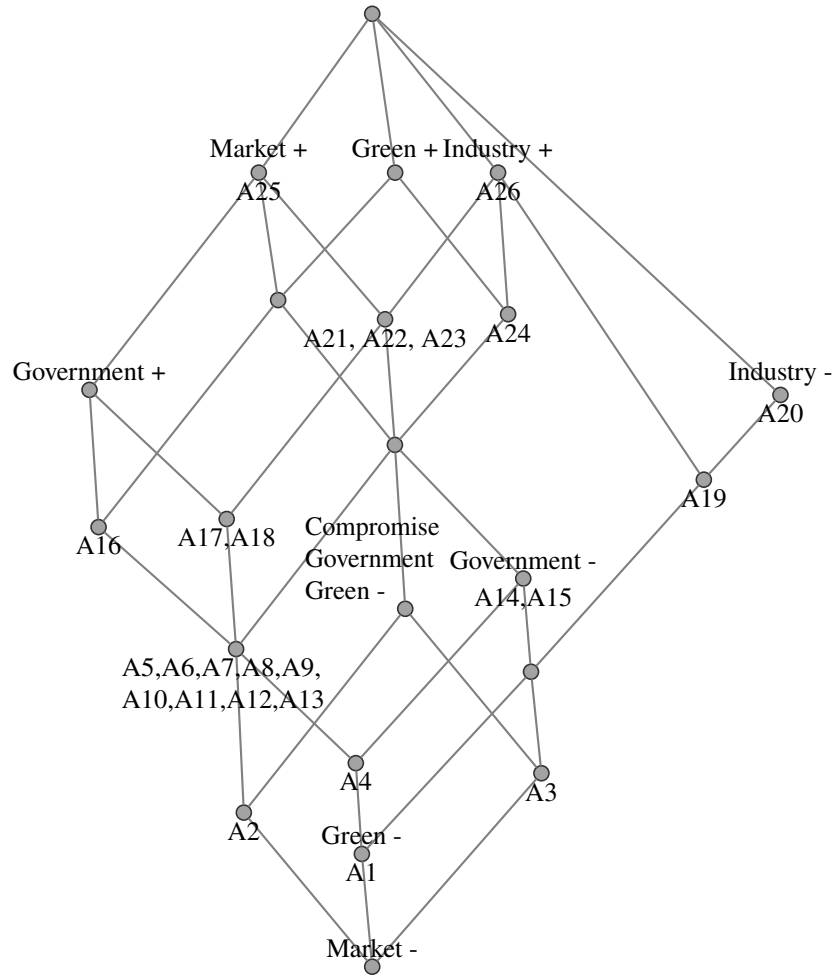 Market +
Green +
Industry +
A25
A26
A21, A22, A23
A24
Government +
Industry -
A20
A19
A16
A17,A18
Compromise
Government
Green -
Government -
A14,A15
A5,A6,A7,A8,A9,
A10,A11,A12,A13
A4
A3
A2
Green -
A1
Market -